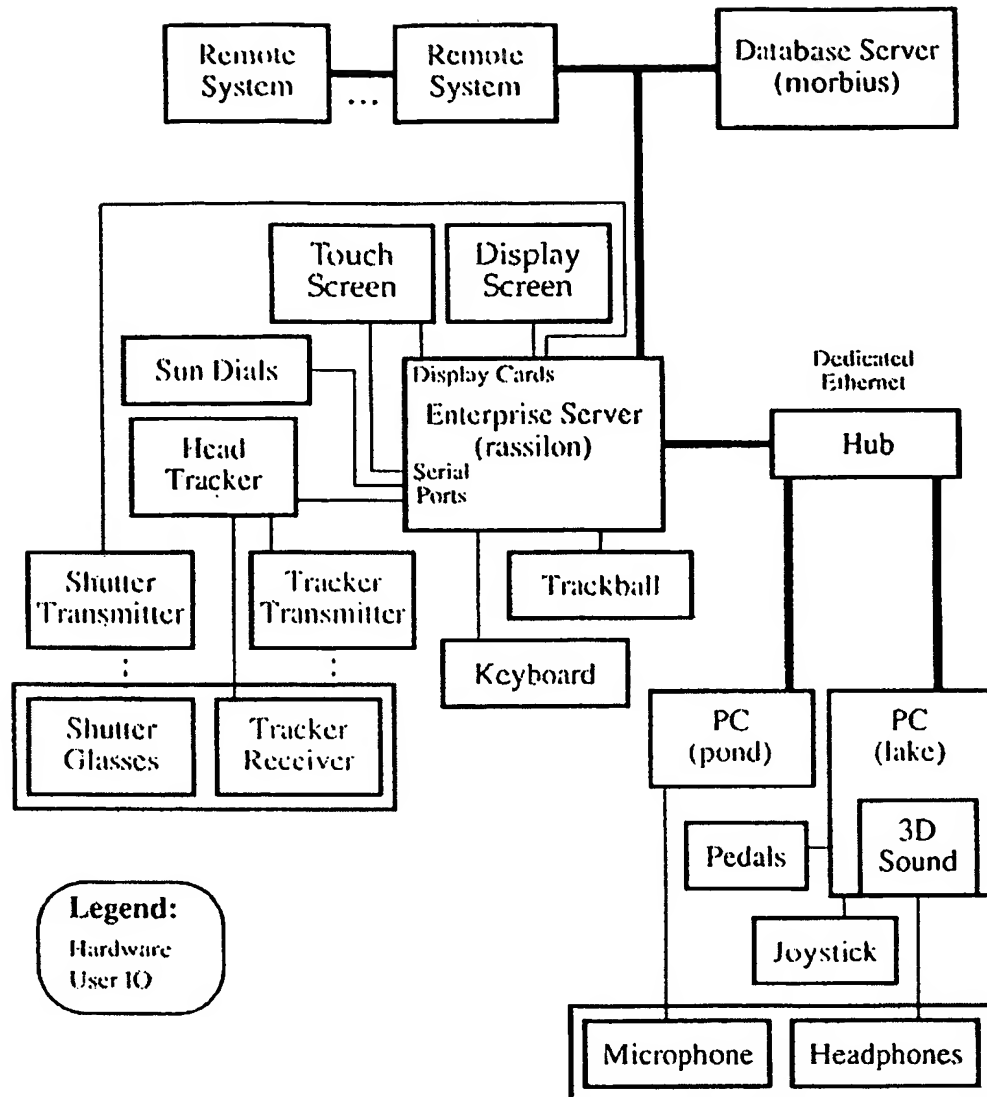 Remote
System
...
Remote
System
Database Server
(morbius)
Touch
Screen
Display
Screen
Sun Dials
Display Cards
Enterprise Server
(rassilon)
Serial
Ports
Dedicated
Ethernet
Hub
Head
Tracker
Shutter
Transmitter
Tracker
Transmitter
Trackball
Keyboard
Shutter
Glasses
Tracker
Receiver
PC
(pond)
PC
(lake)
3D
Sound
Pedals
Joystick
Legend:
Hardware
User IO
Microphone
Headphones